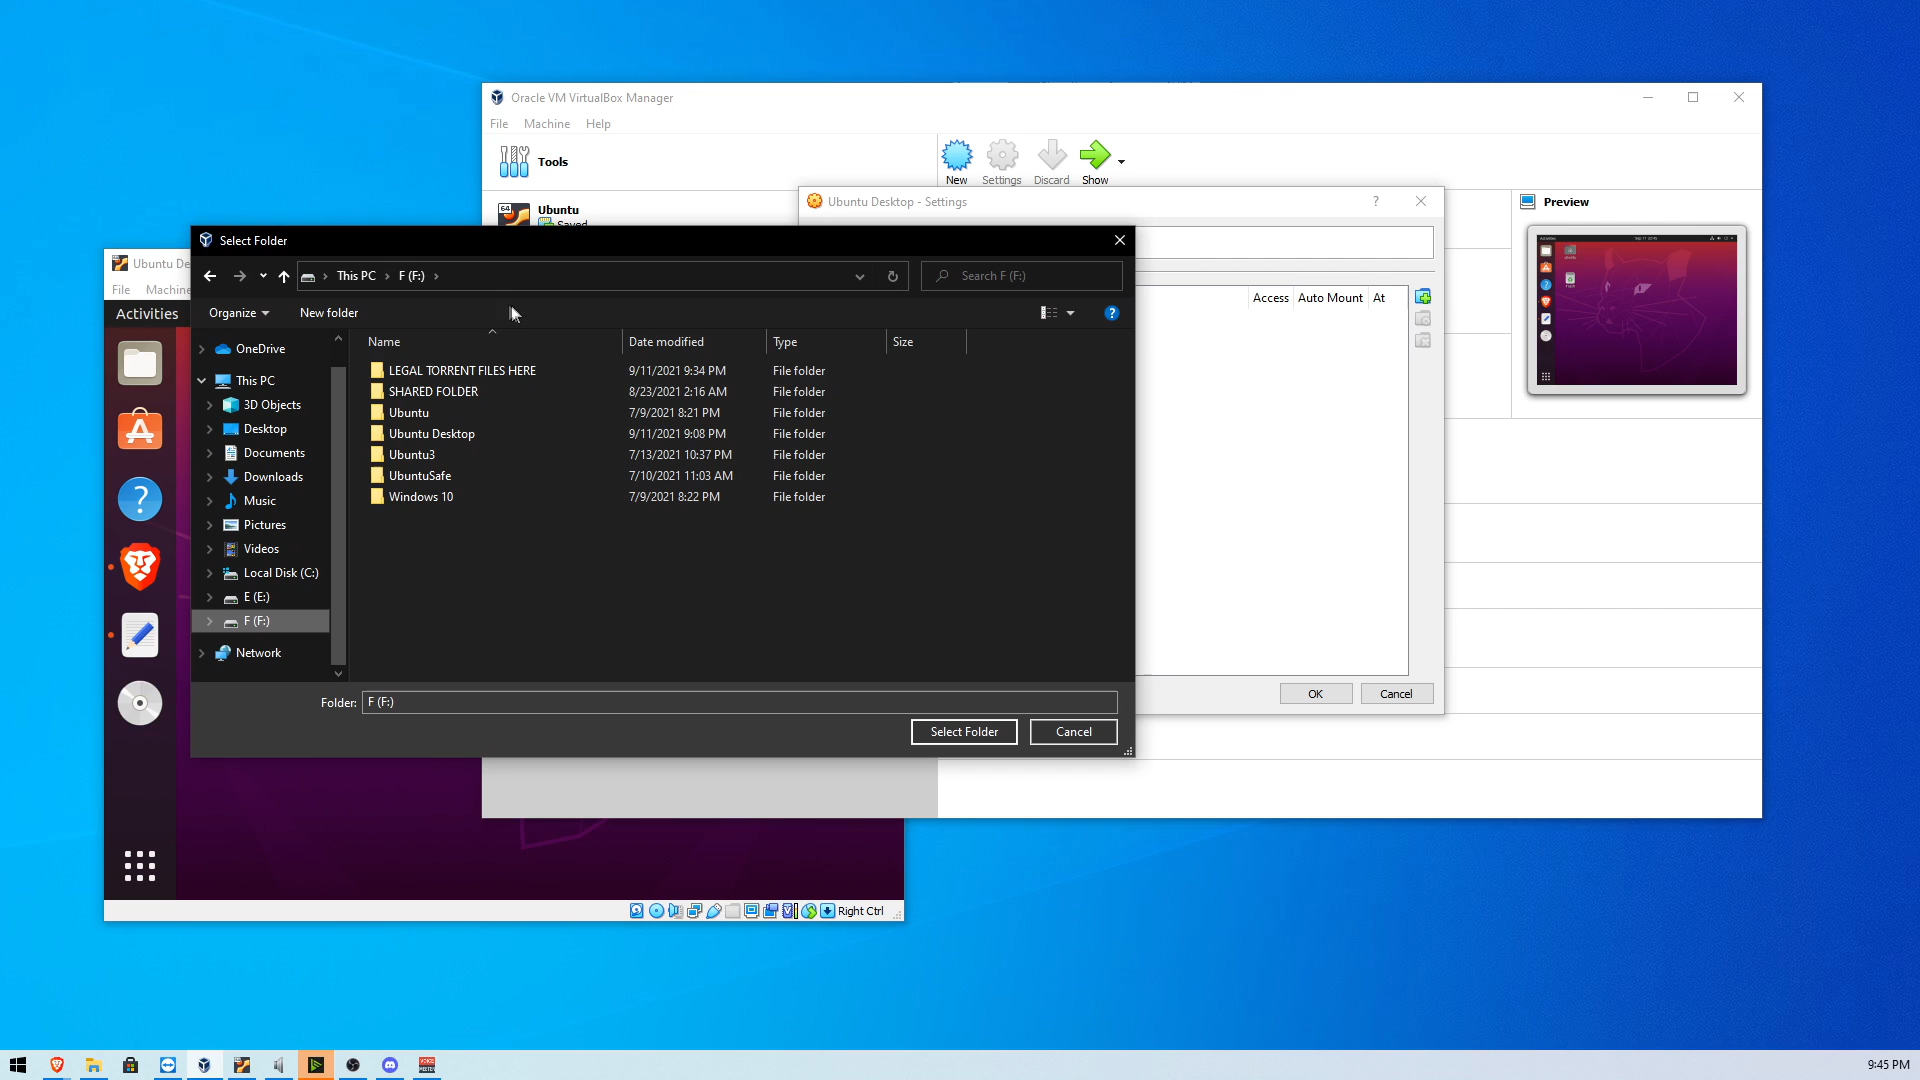 Oracle VM VirtualBox Manager
File Machine Help
Tools
New Settings Discard Show
Ubuntu
Saved
Ubuntu Desktop - Settings
?
Preview
Access Auto Mount At
OK Cancel
Ubuntu De
File Machine
Activities
Right Ctrl
Select Folder
This PC > F (F:) >
Search F (F:)
Organize New folder
?
Name Date modified Type Size
LEGAL TORRENT FILES HERE 9/11/2021 9:34 PM File folder
SHARED FOLDER 8/23/2021 2:16 AM File folder
Ubuntu 7/9/2021 8:21 PM File folder
Ubuntu Desktop 9/11/2021 9:08 PM File folder
Ubuntu3 7/13/2021 10:37 PM File folder
UbuntuSafe 7/10/2021 11:03 AM File folder
Windows 10 7/9/2021 8:22 PM File folder
OneDrive
This PC
3D Objects
Desktop
Documents
Downloads
Music
Pictures
Videos
Local Disk (C:)
E (E:)
F (F:)
Network
Folder: F (F:)
Select Folder Cancel
9:45 PM